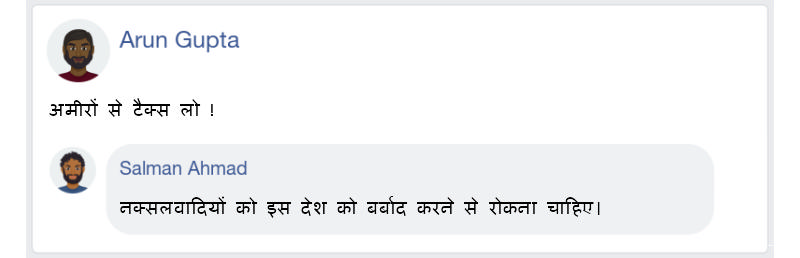 Arun Gupta
अमीरों से टैक्स लो !
Salman Ahmad
नक्सलवादियों को इस देश को बर्बाद करने से रोकना चाहिए।